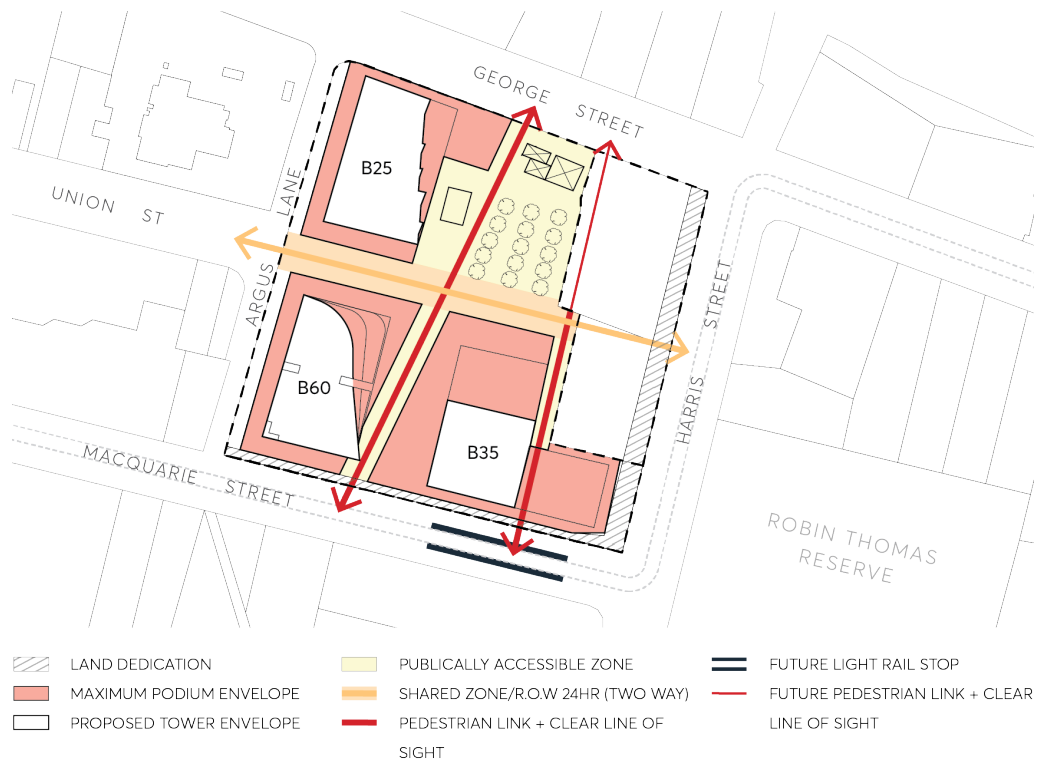 GEORGE STREET
B25
ARGUS LANE
UNION ST
HARRIS STREET
B60
B35
MACQUARIE STREET
ROBIN THOMAS
RESERVE
LAND DEDICATION
MAXIMUM PODIUM ENVELOPE
PROPOSED TOWER ENVELOPE
PUBLICALLY ACCESSIBLE ZONE
SHARED ZONE/R.O.W 24HR (TWO WAY)
PEDESTRIAN LINK + CLEAR LINE OF
SIGHT
FUTURE LIGHT RAIL STOP
FUTURE PEDESTRIAN LINK + CLEAR
LINE OF SIGHT